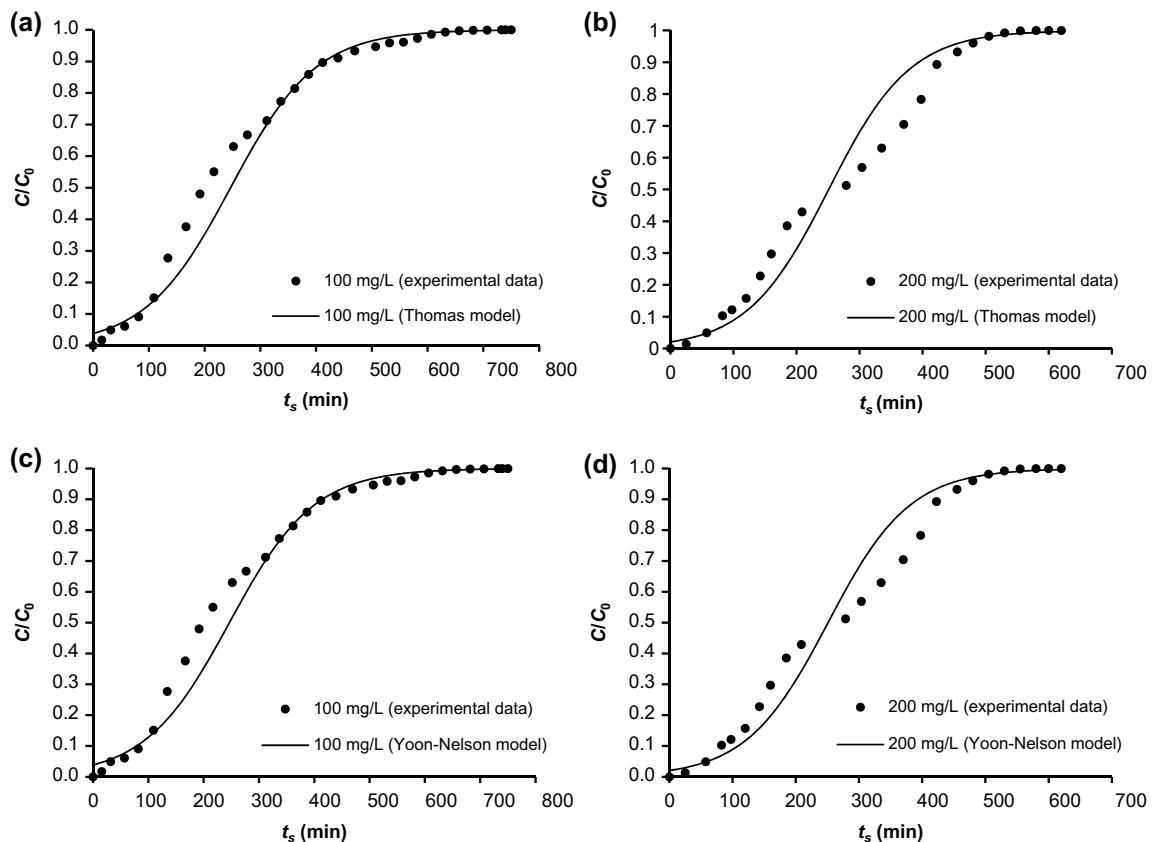 (a)
1.0
0.9
0.8
0.7
0.6
0.5
0.4
0.3
0.2
0.1
0.0
C/C0
100 mg/L (experimental data)
100 mg/L (Thomas model)
0 100 200 300 400 500 600 700 800
ts (min)
(b)
1
0.9
0.8
0.7
0.6
0.5
0.4
0.3
0.2
0.1
0
C/C0
200 mg/L (experimental data)
200 mg/L (Thomas model)
0 100 200 300 400 500 600 700
ts (min)
(c)
1.0
0.9
0.8
0.7
0.6
0.5
0.4
0.3
0.2
0.1
0.0
C/C0
100 mg/L (experimental data)
100 mg/L (Yoon-Nelson model)
0 100 200 300 400 500 600 700 800
ts (min)
(d)
1.0
0.9
0.8
0.7
0.6
0.5
0.4
0.3
0.2
0.1
0.0
C/C0
200 mg/L (experimental data)
200 mg/L (Yoon-Nelson model)
0 100 200 300 400 500 600 700
ts (min)